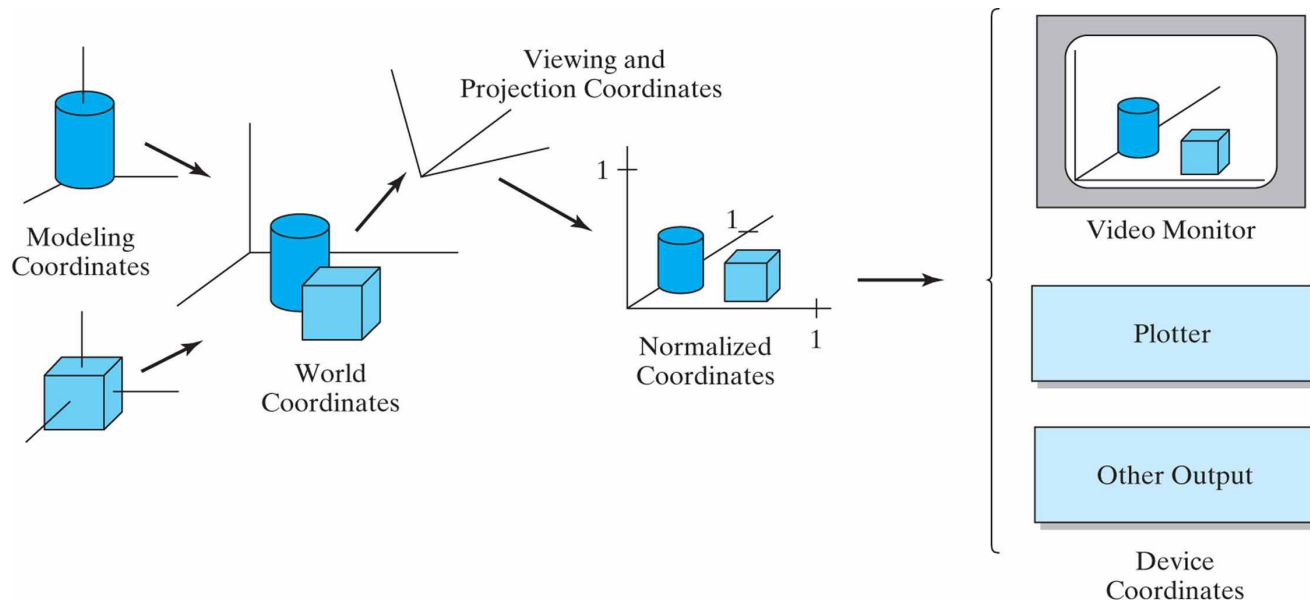 Viewing and
Projection Coordinates
Modeling
Coordinates
World
Coordinates
1
1
1
Normalized
Coordinates
Video Monitor
Plotter
Other Output
Device
Coordinates